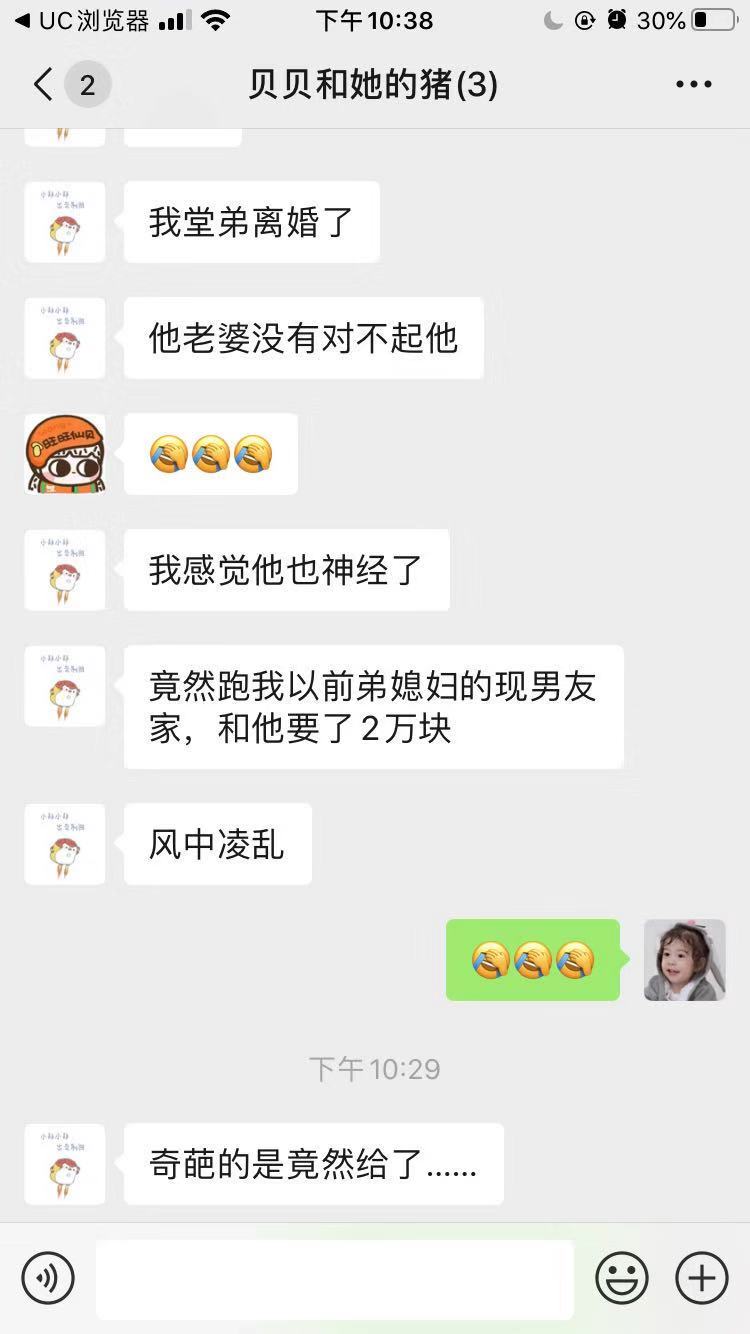 UC浏览器
下午10:38
30%
2
贝贝和她的猪(3)
我堂弟离婚了
他老婆没有对不起他
旺旺仙贝
我感觉他也神经了
竟然跑我以前弟媳妇的现男友
家，和他要了2万块
风中凌乱
下午10:29
奇葩的是竟然给了......